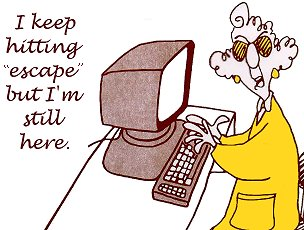 I keep
hitting
"escape"
but I'm
still
here.